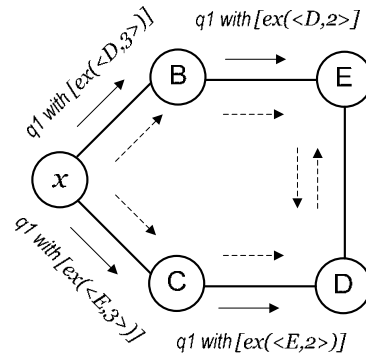 q1 with [ex(<D,2>]
q1 with [ex(<D,3>)]
B
E
x
C
D
q1 with [ex(<E,3>)]
q1 with [ex(<E,2>)]